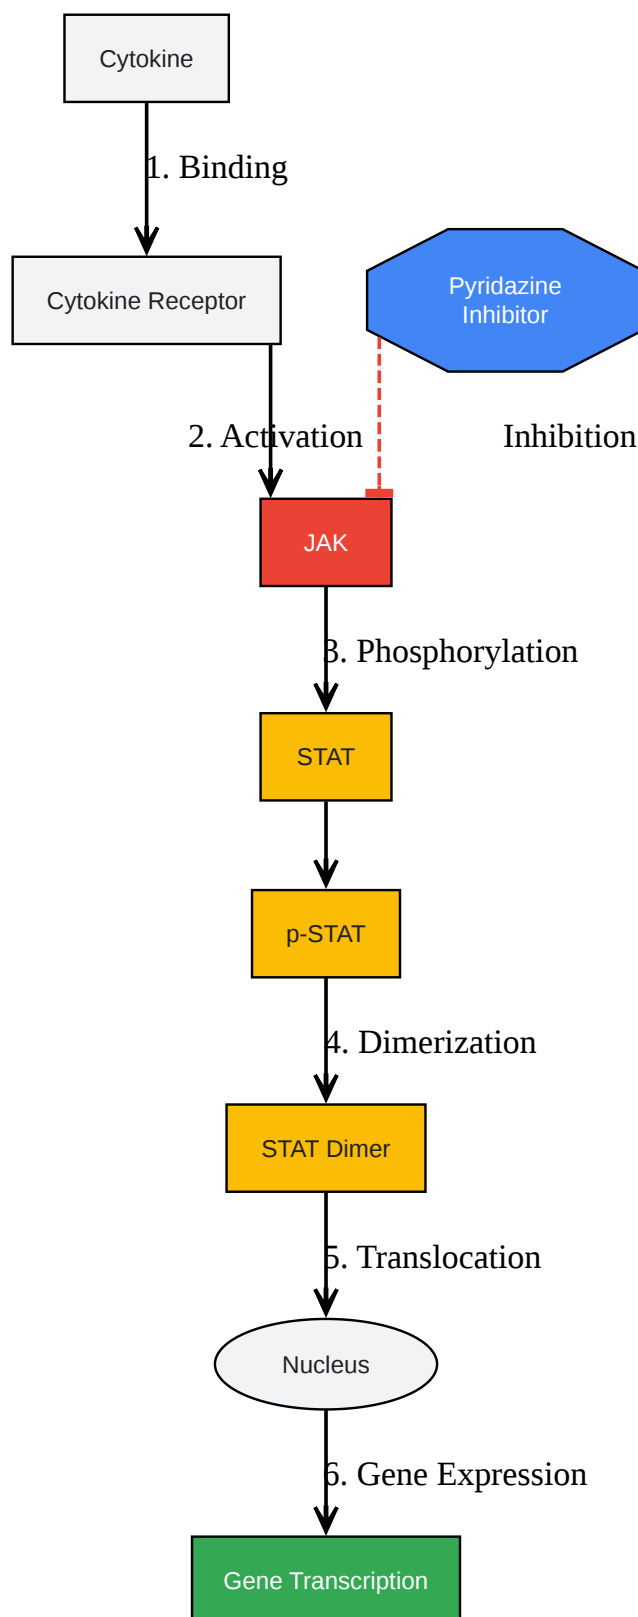 Cytokine
1. Binding
Cytokine Receptor
Pyridazine
Inhibitor
2. Activation
Inhibition
JAK
3. Phosphorylation
STAT
p-STAT
4. Dimerization
STAT Dimer
5. Translocation
Nucleus
6. Gene Expression
Gene Transcription